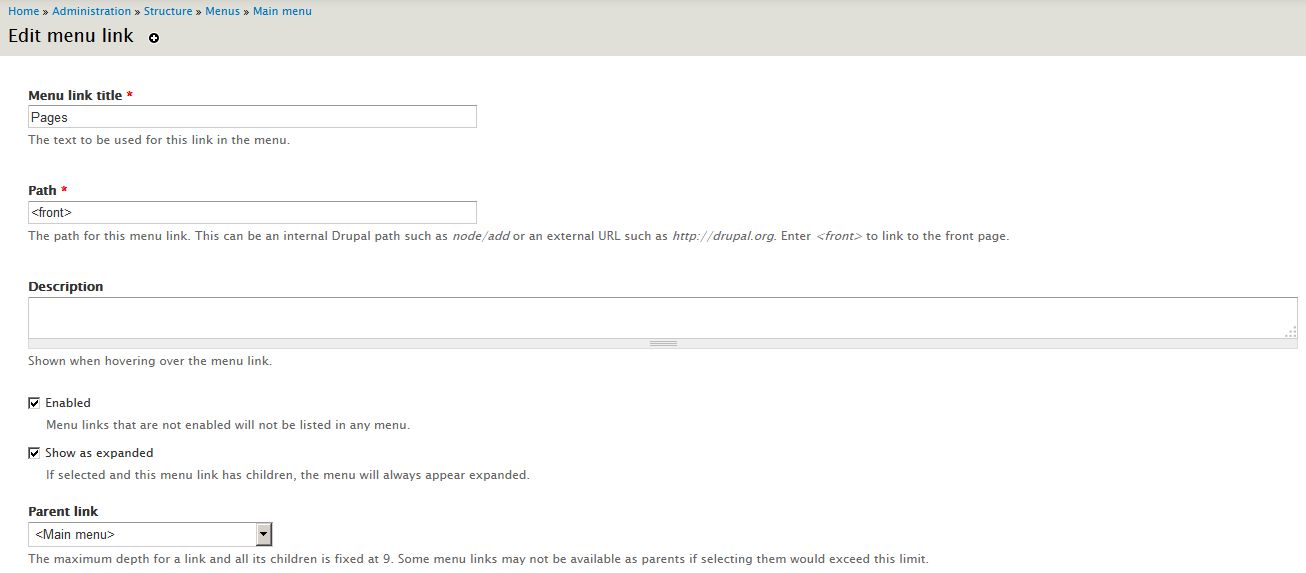 Home » Administration » Structure » Menus » Main menu
Edit menu link
Menu link title *
Pages
The text to be used for this link in the menu.
Path *
<front>
The path for this menu link. This can be an internal Drupal path such as node/add or an external URL such as http://drupal.org. Enter <front> to link to the front page.
Description
Shown when hovering over the menu link.
Enabled
Menu links that are not enabled will not be listed in any menu.
Show as expanded
If selected and this menu link has children, the menu will always appear expanded.
Parent link
<Main menu>
The maximum depth for a link and all its children is fixed at 9. Some menu links may not be available as parents if selecting them would exceed this limit.